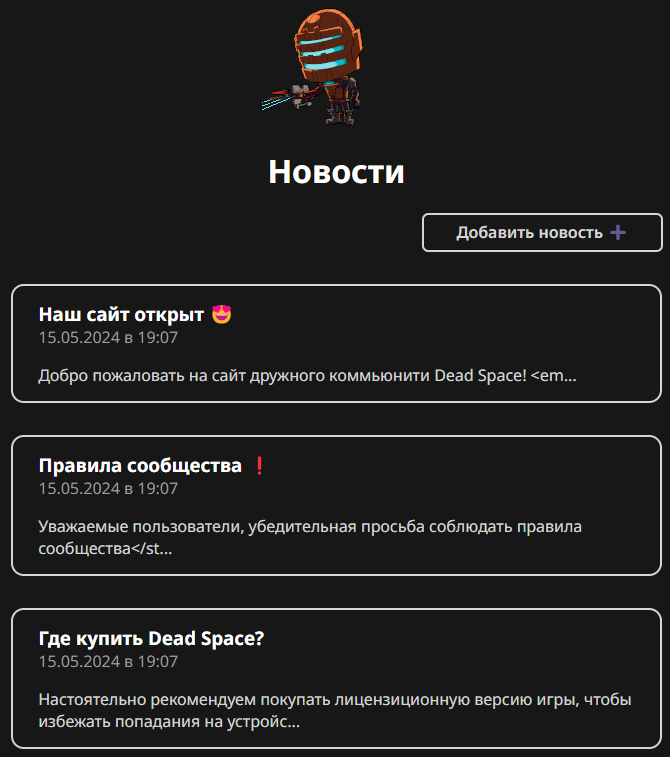 Новости
Добавить новость ➕
Наш сайт открыт 😍
15.05.2024 в 19:07
Добро пожаловать на сайт дружного коммьюнити Dead Space! <em...
Правила сообщества ❗
15.05.2024 в 19:07
Уважаемые пользователи, убедительная просьба соблюдать правила
сообщества</st...
Где купить Dead Space?
15.05.2024 в 19:07
Настоятельно рекомендуем покупать лицензиционную версию игры, чтобы
избежать попадания на устройс...